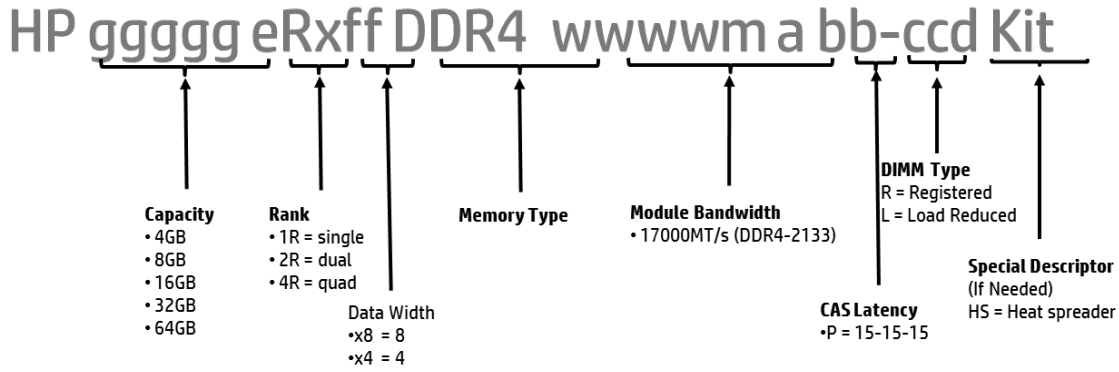 HP ggggg eRxff DDR4 wwwwm a bb-ccd Kit
Capacity
• 4GB
• 8GB
• 16GB
• 32GB
• 64GB
Rank
• 1R = single
• 2R = dual
• 4R = quad
Data Width
•x8 = 8
•x4 = 4
Memory Type
Module Bandwidth
• 17000MT/s (DDR4-2133)
CAS Latency
•P = 15-15-15
DIMM Type
R = Registered
L = Load Reduced
Special Descriptor
(If Needed)
HS = Heat spreader